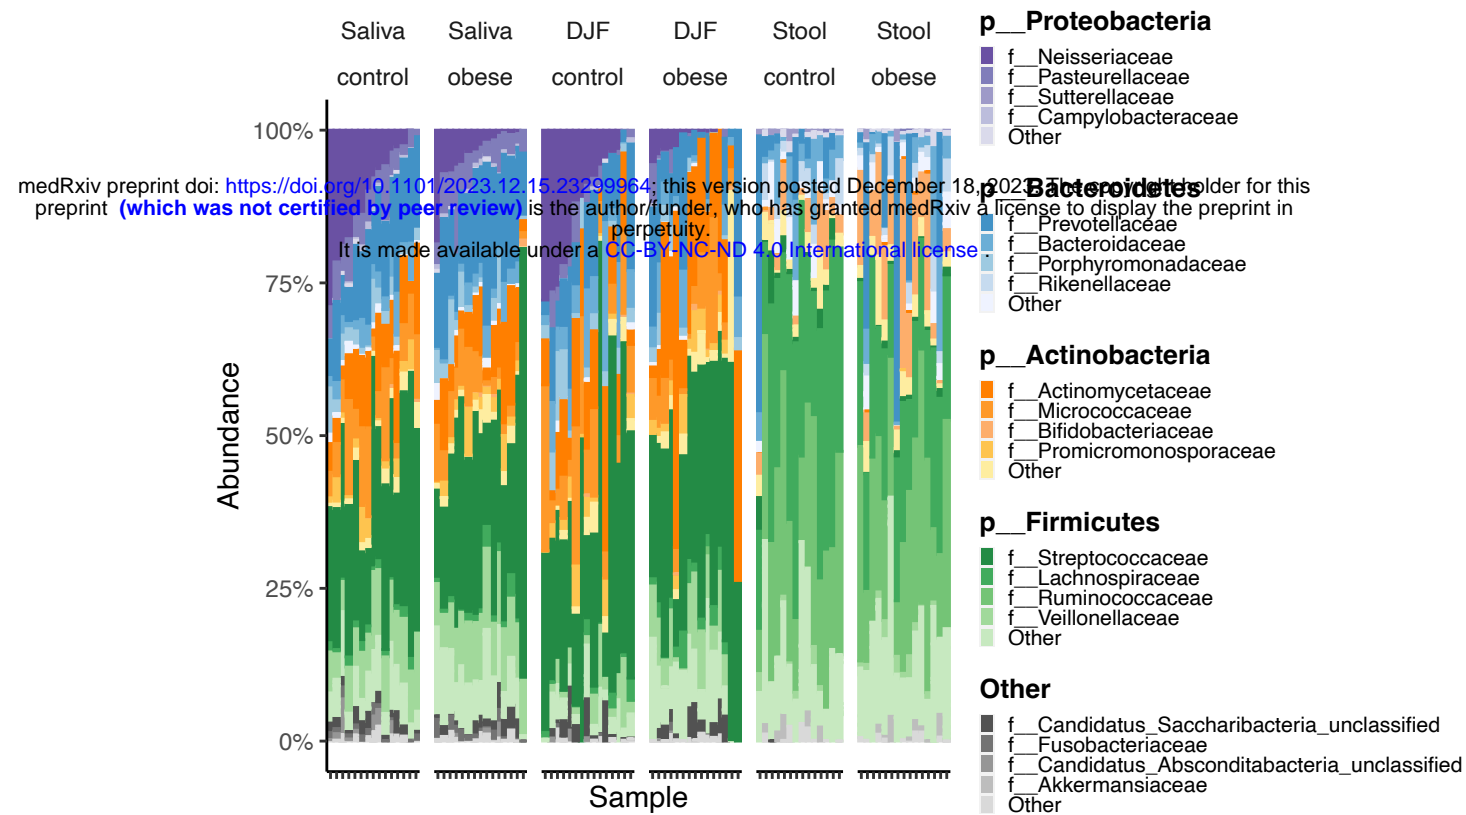 Saliva Saliva DJF DJF Stool Stool
control obese control obese control obese
100%
75%
50%
25%
0%
Abundance
Sample
medRxiv preprint doi: https://doi.org/10.1101/2023.12.15.23299964; this version posted December 18, 2023. The copyright holder for this
preprint (which was not certified by peer review) is the author/funder, who has granted medRxiv a license to display the preprint in
perpetuity.
It is made available under a CC-BY-NC-ND 4.0 International license .
p__Proteobacteria
f__Neisseriaceae
f__Pasteurellaceae
f__Sutterellaceae
f__Campylobacteraceae
Other
p__Bacteroidetes
f__Prevotellaceae
f__Bacteroidaceae
f__Porphyromonadaceae
f__Rikenellaceae
Other
p__Actinobacteria
f__Actinomycetaceae
f__Micrococcaceae
f__Bifidobacteriaceae
f__Promicromonosporaceae
Other
p__Firmicutes
f__Streptococcaceae
f__Lachnospiraceae
f__Ruminococcaceae
f__Veillonellaceae
Other
Other
f__Candidatus_Saccharibacteria_unclassified
f__Fusobacteriaceae
f__Candidatus_Absconditabacteria_unclassified
f__Akkermansiaceae
Other